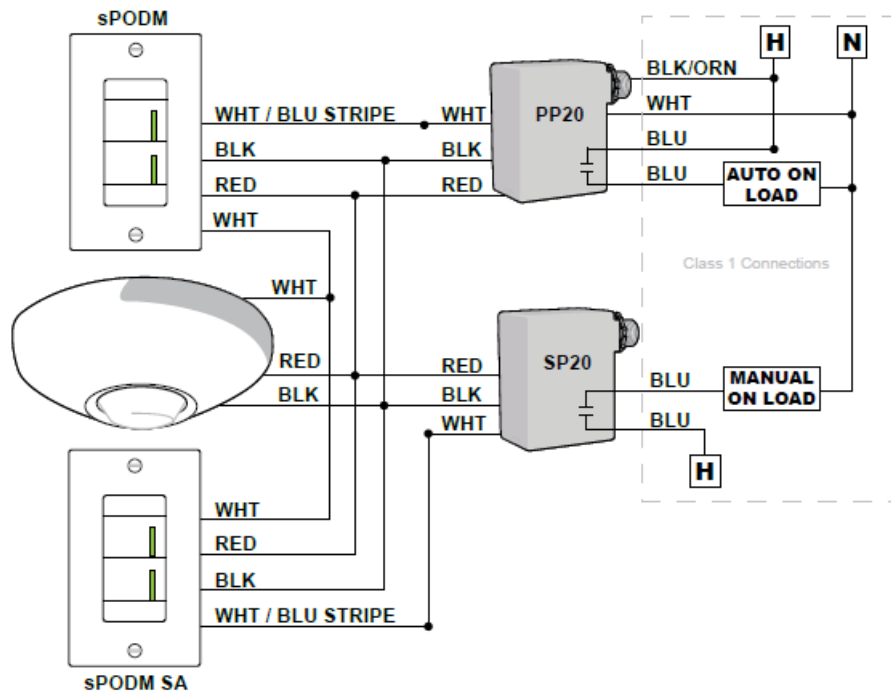 sPODM
H
N
BLK/ORN
WHT / BLU STRIPE
WHT
PP20
WHT
BLK
BLK
BLU
RED
RED
BLU
AUTO ON
LOAD
WHT
Class 1 Connections
WHT
RED
RED
SP20
BLK
BLK
BLU
MANUAL
ON LOAD
WHT
BLU
H
WHT
RED
BLK
WHT / BLU STRIPE
sPODM SA